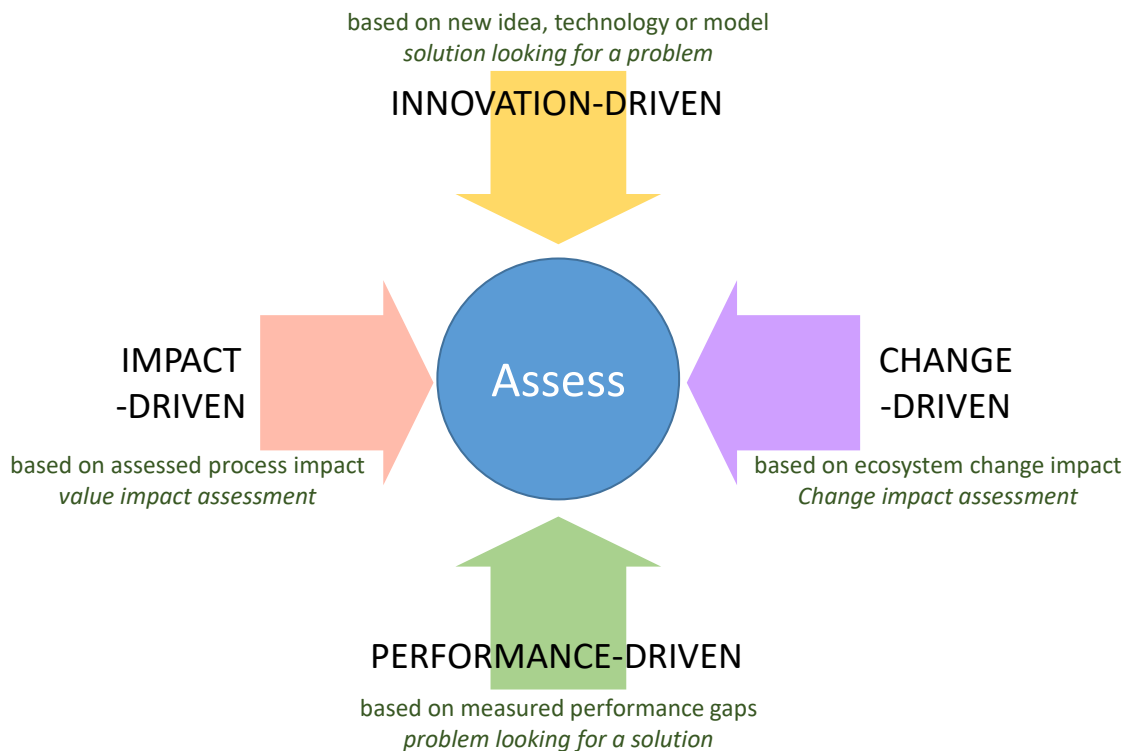 based on new idea, technology or model
solution looking for a problem
INNOVATION-DRIVEN
IMPACT
-DRIVEN
based on assessed process impact
value impact assessment
Assess
CHANGE
-DRIVEN
based on ecosystem change impact
Change impact assessment
PERFORMANCE-DRIVEN
based on measured performance gaps
problem looking for a solution